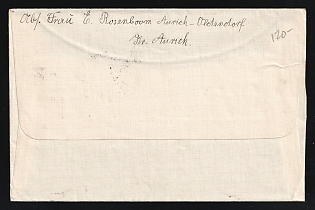 Abs. Frau E. Rosenboom Aurich-Oldendorf
Kr. Aurich.
120-